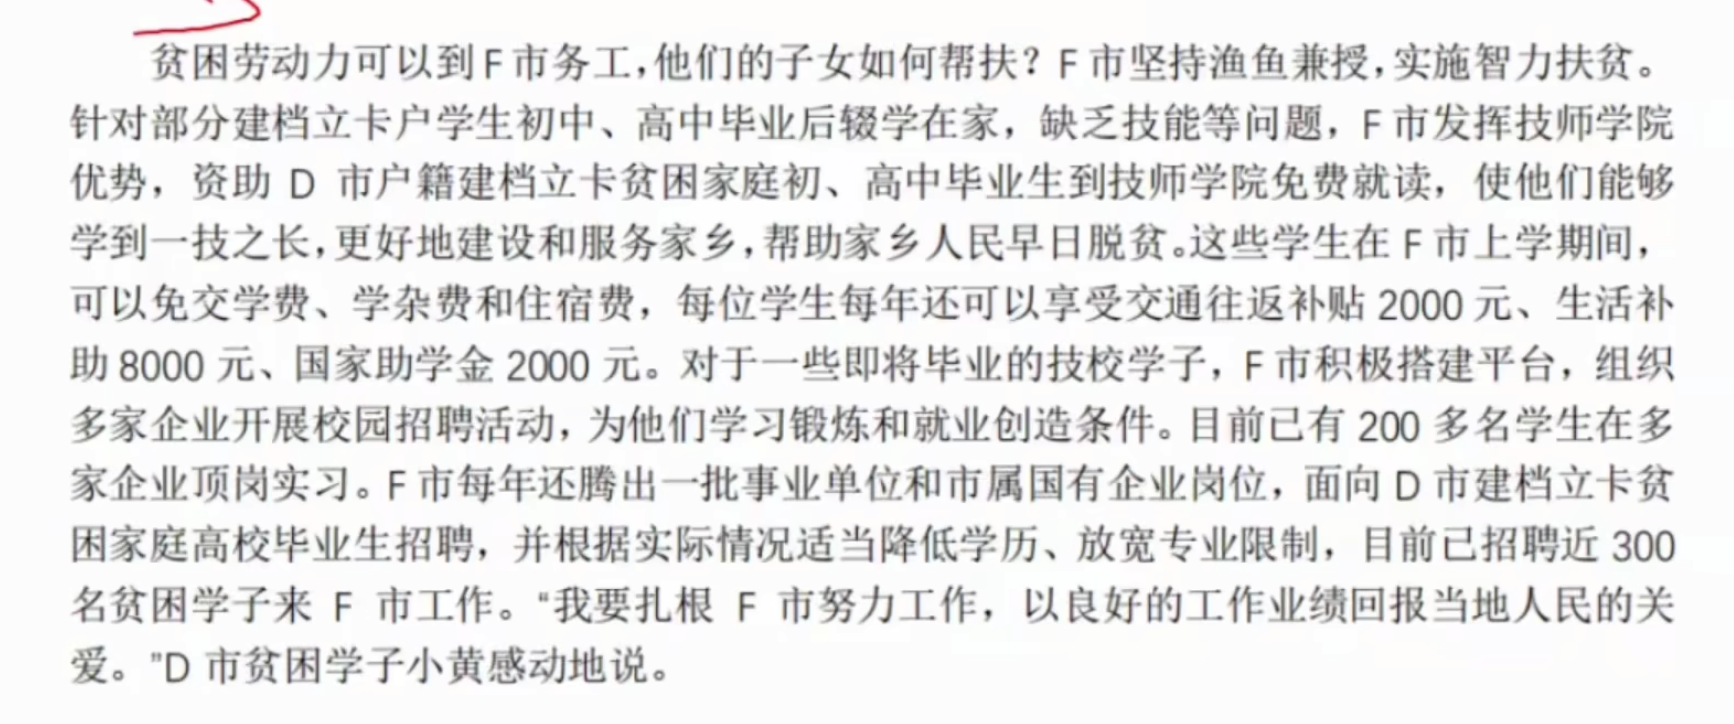 贫困劳动力可以到F市务工,他们的子女如何帮扶？F市坚持渔鱼兼授,实施智力扶贫。
针对部分建档立卡户学生初中、高中毕业后辍学在家，缺乏技能等问题，F市发挥技师学院
优势，资助 D 市户籍建档立卡贫困家庭初、高中毕业生到技师学院免费就读，使他们能够
学到一技之长,更好地建设和服务家乡,帮助家乡人民早日脱贫。这些学生在F市上学期间，
可以免交学费、学杂费和住宿费，每位学生每年还可以享受交通往返补贴 2000 元、生活补
助 8000 元、国家助学金 2000 元。对于一些即将毕业的技校学子，F市积极搭建平台，组织
多家企业开展校园招聘活动，为他们学习锻炼和就业创造条件。目前已有 200 多名学生在多
家企业顶岗实习。F市每年还腾出一批事业单位和市属国有企业岗位，面向 D 市建档立卡贫
困家庭高校毕业生招聘，并根据实际情况适当降低学历、放宽专业限制，目前已招聘近 300
名贫困学子来 F 市工作。“我要扎根 F 市努力工作，以良好的工作业绩回报当地人民的关
爱。”D 市贫困学子小黄感动地说。